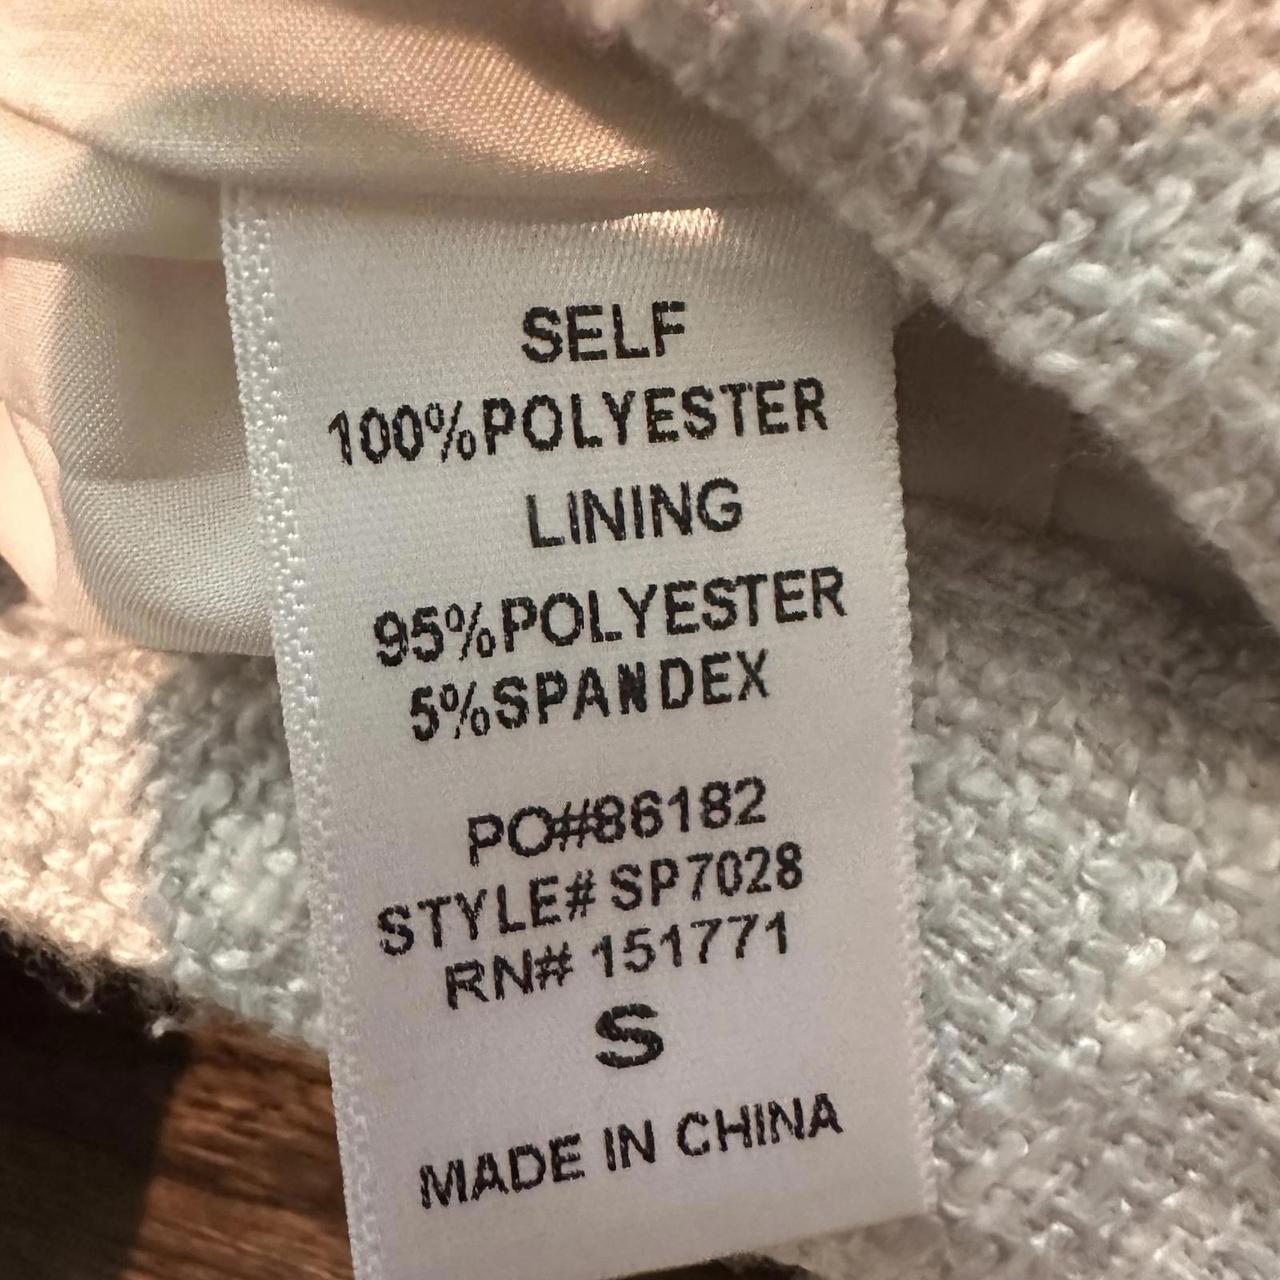 SELF
100%POLYESTER
LINING
95%POLYESTER
5%SPANDEX
PO#86182
STYLE# SP7028
RN# 151771
S
MADE IN CHINA